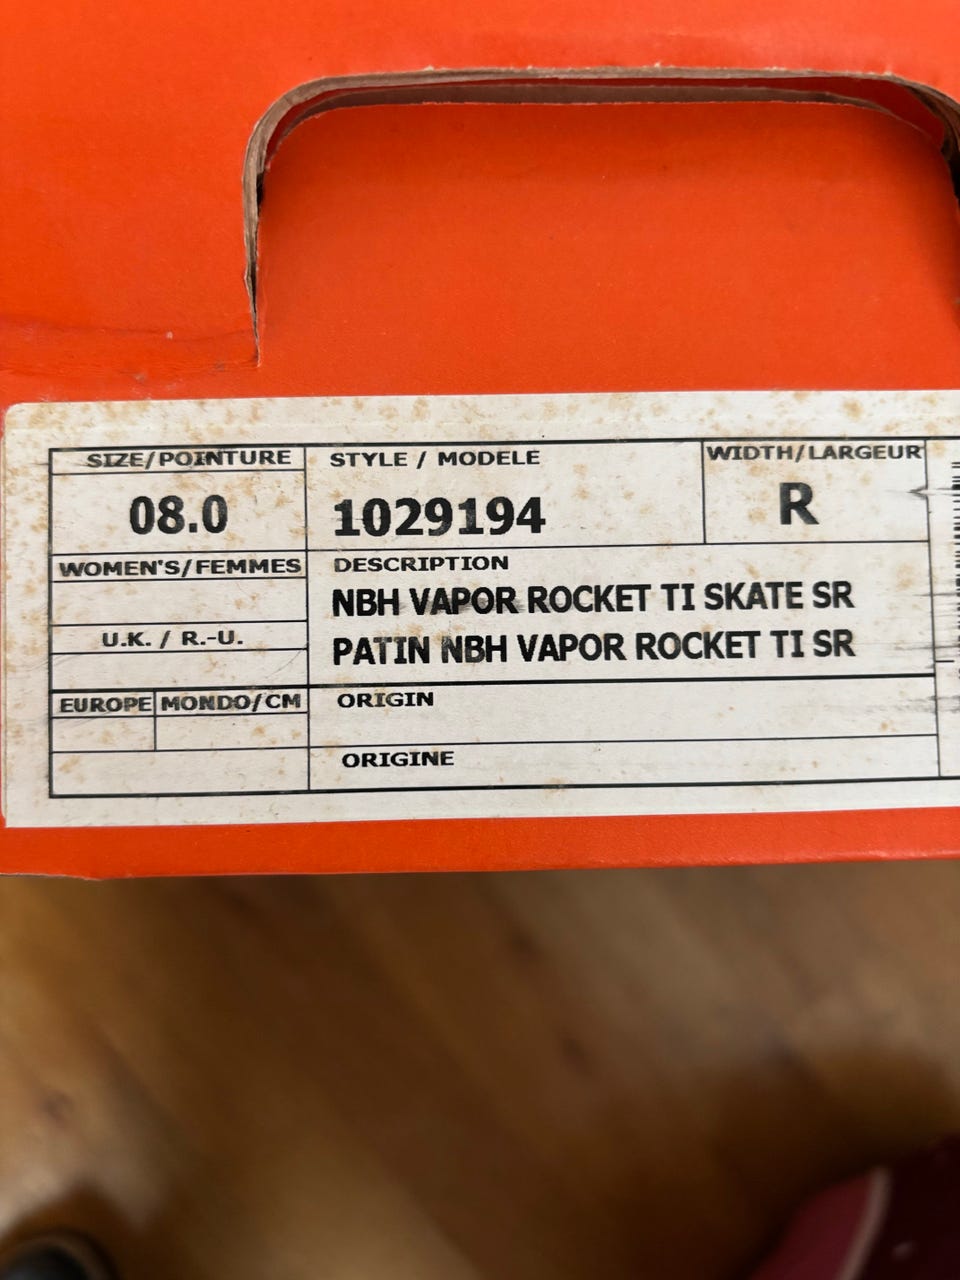 SIZE/POINTURE
08.0
STYLE / MODELE
1029194
WIDTH/LARGEUR
R
WOMEN'S/FEMMES
U.K. / R.-U.
EUROPE
MONDO/CM
DESCRIPTION
NBH VAPOR ROCKET TI SKATE SR
PATIN NBH VAPOR ROCKET TI SR
ORIGIN
ORIGINE